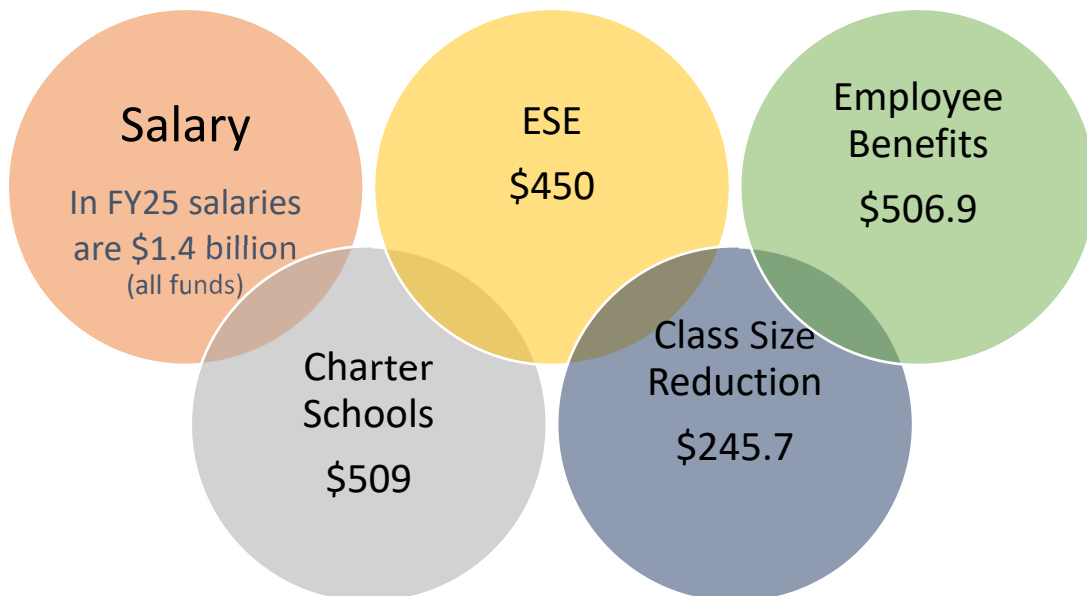 Salary
In FY25 salaries
are $1.4 billion
(all funds)
ESE
$450
Employee
Benefits
$506.9
Charter
Schools
$509
Class Size
Reduction
$245.7